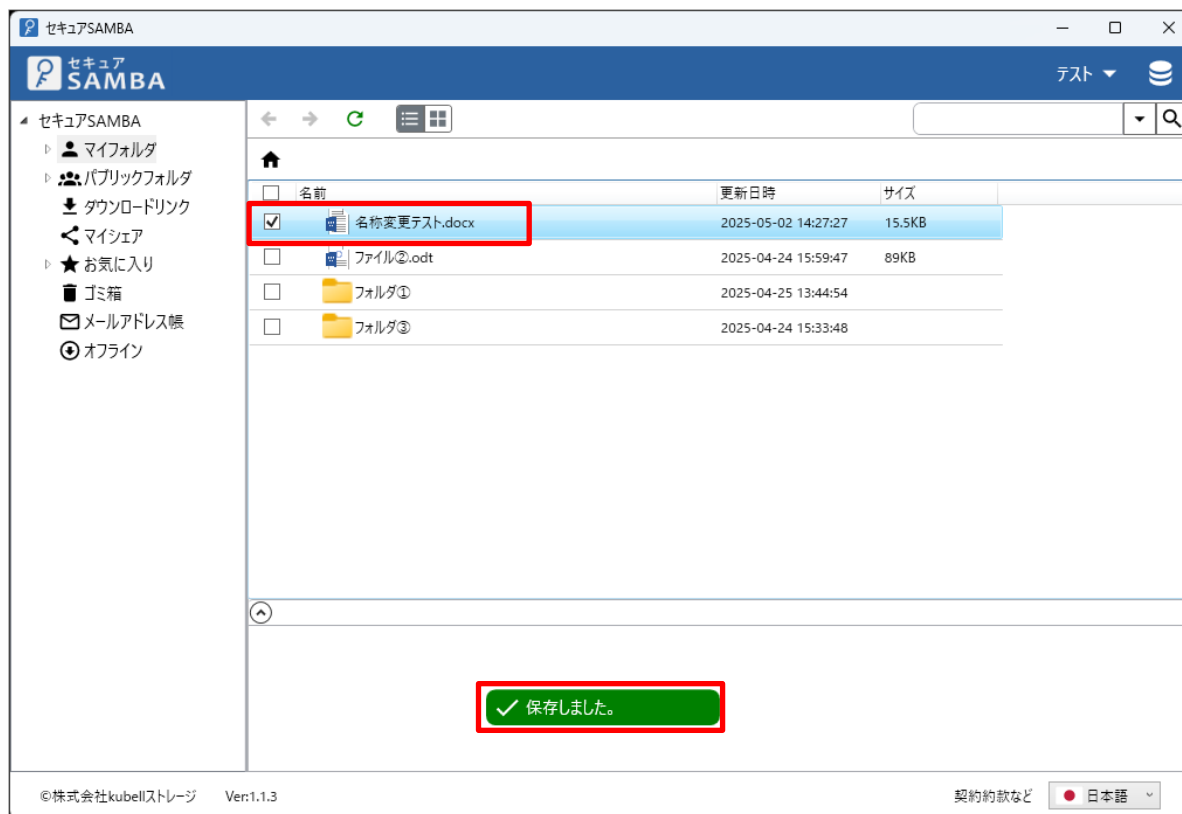 セキュアSAMBA
セキュア
SAMBA
テスト
セキュアSAMBA
マイフォルダ
パブリックフォルダ
ダウンロードリンク
マイシェア
お気に入り
ゴミ箱
メールアドレス帳
オフライン
名前 更新日時 サイズ
名称変更テスト.docx 2025-05-02 14:27:27 15.5KB
ファイル②.odt 2025-04-24 15:59:47 89KB
フォルダ① 2025-04-25 13:44:54
フォルダ③ 2025-04-24 15:33:48
保存しました。
©株式会社kubellストレージ Ver:1.1.3 契約約款など 日本語